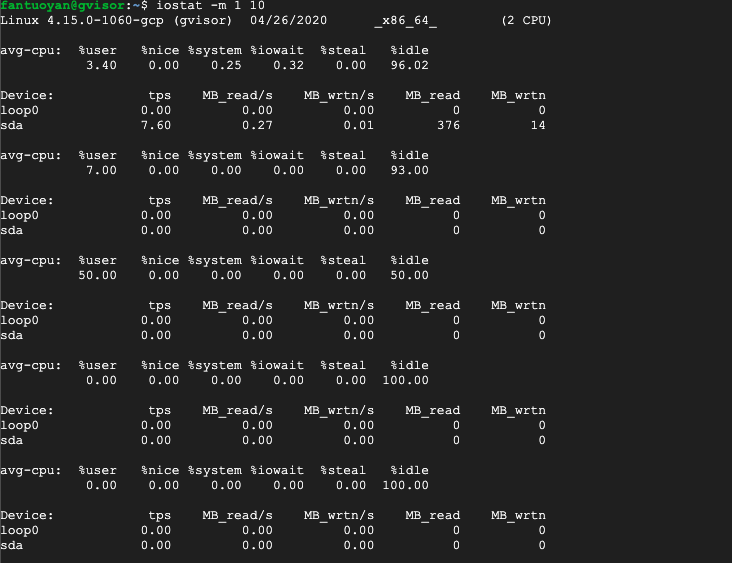 fantuoyan@gvisor:~$ iostat -m 1 10
Linux 4.15.0-1060-gcp (gvisor)  04/26/2020      _x86_64_        (2 CPU)
avg-cpu:  %user   %nice %system %iowait  %steal   %idle
           3.40    0.00    0.25    0.32    0.00   96.02
Device:            tps    MB_read/s    MB_wrtn/s    MB_read    MB_wrtn
loop0             0.00         0.00         0.00          0          0
sda               7.60         0.27         0.01        376         14
avg-cpu:  %user   %nice %system %iowait  %steal   %idle
           7.00    0.00    0.00    0.00    0.00   93.00
Device:            tps    MB_read/s    MB_wrtn/s    MB_read    MB_wrtn
loop0             0.00         0.00         0.00          0          0
sda               0.00         0.00         0.00          0          0
avg-cpu:  %user   %nice %system %iowait  %steal   %idle
          50.00    0.00    0.00    0.00    0.00   50.00
Device:            tps    MB_read/s    MB_wrtn/s    MB_read    MB_wrtn
loop0             0.00         0.00         0.00          0          0
sda               0.00         0.00         0.00          0          0
avg-cpu:  %user   %nice %system %iowait  %steal   %idle
           0.00    0.00    0.00    0.00    0.00  100.00
Device:            tps    MB_read/s    MB_wrtn/s    MB_read    MB_wrtn
loop0             0.00         0.00         0.00          0          0
sda               0.00         0.00         0.00          0          0
avg-cpu:  %user   %nice %system %iowait  %steal   %idle
           0.00    0.00    0.00    0.00    0.00  100.00
Device:            tps    MB_read/s    MB_wrtn/s    MB_read    MB_wrtn
loop0             0.00         0.00         0.00          0          0
sda               0.00         0.00         0.00          0          0